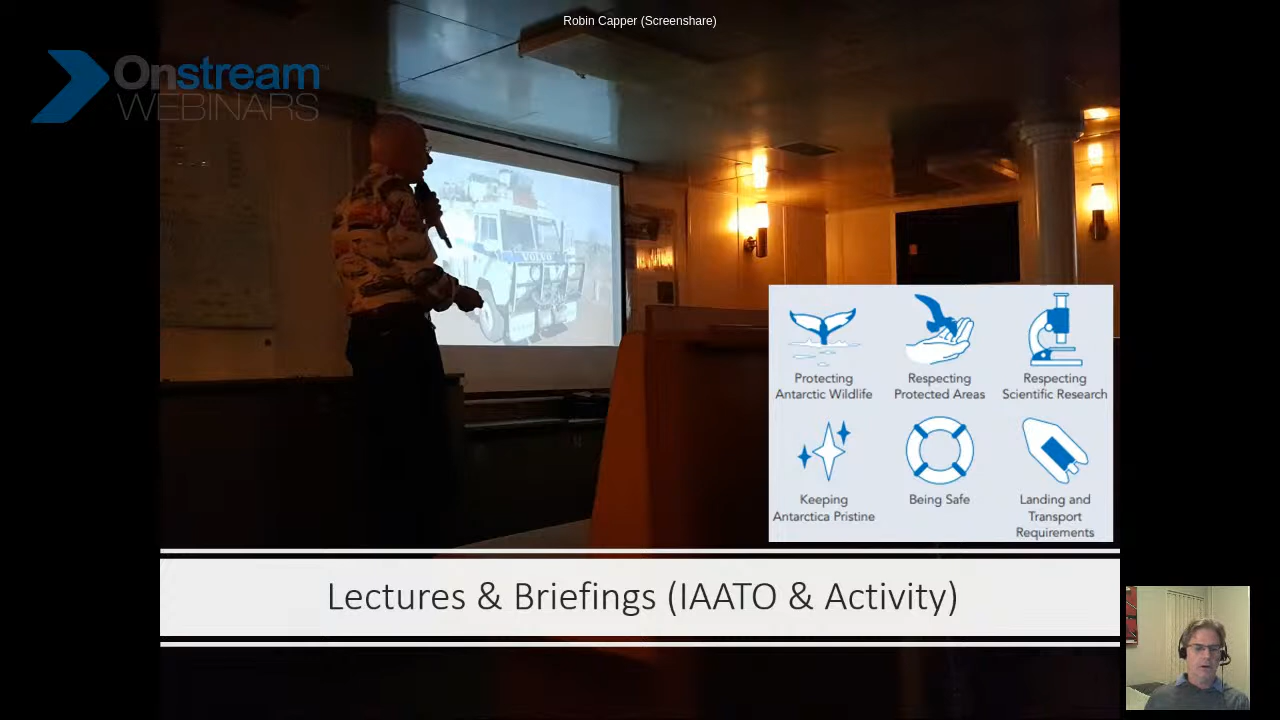 Robin Capper (Screenshare)
Onstream™
WEBINARS
VOLVO
Protecting
Antarctic Wildlife
Respecting
Protected Areas
Respecting
Scientific Research
Keeping
Antarctica Pristine
Being Safe
Landing and
Transport
Requirements
Lectures & Briefings (IAATO & Activity)